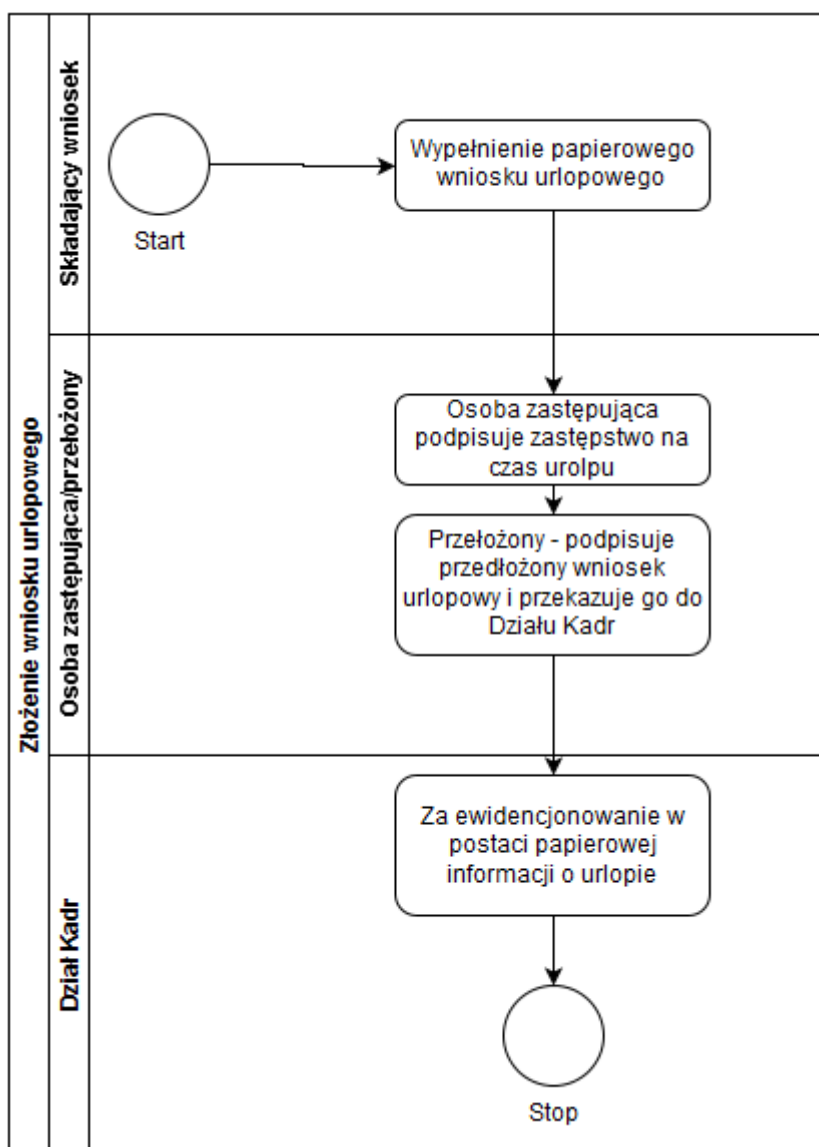 Złożenie wniosku urlopowego
Składający wniosek
Start
Wypełnienie papierowego
wniosku urlopowego
Osoba zastępująca/przełożony
Osoba zastępująca
podpisuje zastępstwo na
czas urolpu
Przełożony - podpisuje
przedłożony wniosek
urlopowy i przekazuje go do
Działu Kadr
Dział Kadr
Za ewidencjonowanie w
postaci papierowej
informacji o urlopie
Stop